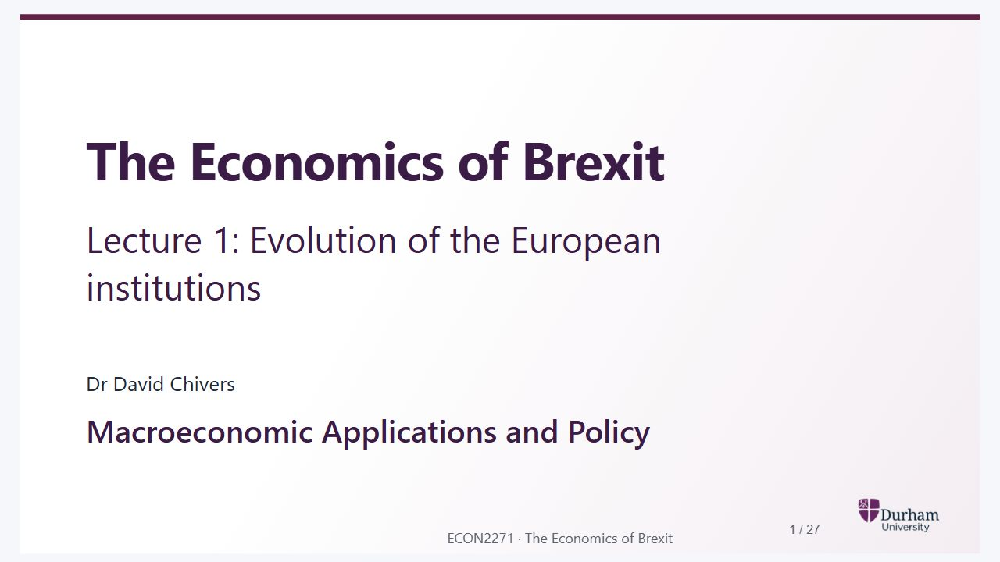 The Economics of Brexit
Lecture 1: Evolution of the European
institutions
Dr David Chivers
Macroeconomic Applications and Policy
ECON2271 · The Economics of Brexit
1 / 27
Durham
University